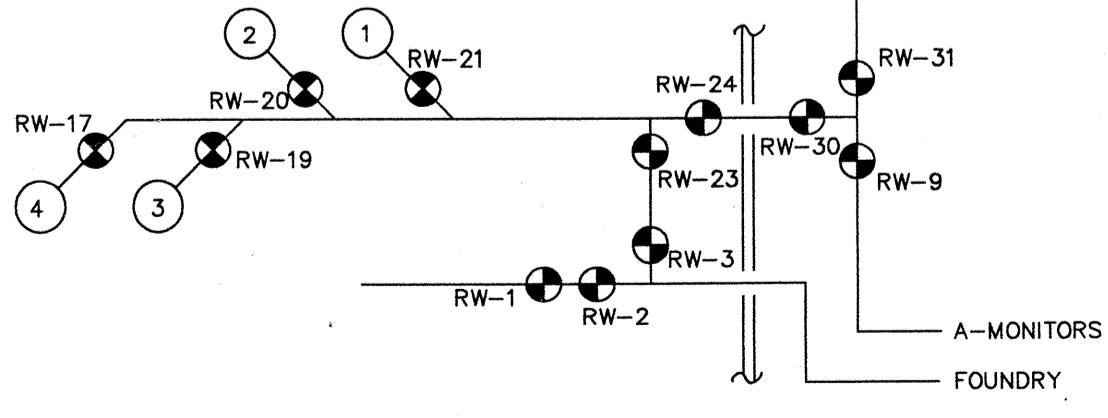 2
1
RW-21
RW-31
RW-24
RW-20
RW-17
RW-30
RW-19
RW-23
RW-9
4
3
RW-3
RW-1
RW-2
A-MONITORS
FOUNDRY